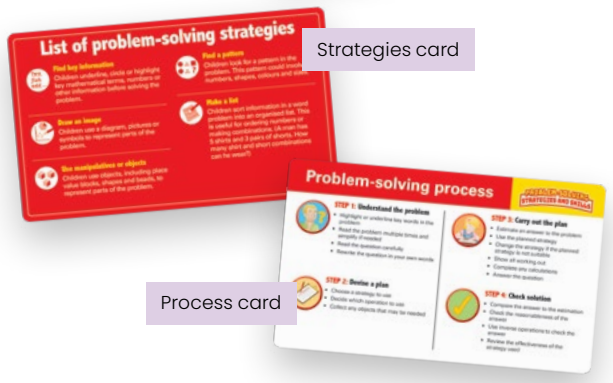 List of problem-solving strategies
Find key information
Children underline, circle or highlight
key mathematical terms, numbers or
other information before solving the
problem.
Draw an image
Children use a diagram, pictures or
symbols to represent parts of the
problem.
Use manipulatives or objects
Children use objects, including place
value blocks, shapes and beads, to
represent parts of the problem.
Find a pattern
Children look for a pattern in the
problem. This pattern could involve
numbers, shapes, colours and sizes.
Make a list
Children sort information in a word
problem into an organised list. This
is useful for ordering numbers or
making combinations. (A man has
5 shirts and 3 pairs of shorts. How
many shirt and short combinations
can he wear?)
Strategies card
Problem-solving process
PROBLEM-SOLVING
STRATEGIES AND SKILLS
STEP 1: Understand the problem
• Highlight or underline key words in the
problem
• Read the problem multiple times and
simplify if needed
• Read the question carefully
• Rewrite the question in your own words
STEP 2: Devise a plan
• Choose a strategy to use
• Decide which operation to use
• Collect any objects that may be needed
STEP 3: Carry out the plan
• Estimate an answer to the problem
• Use the planned strategy
• Change the strategy if the planned
strategy is not suitable
• Show all working out
• Complete any calculations
• Answer the question
STEP 4: Check solution
• Compare the answer to the estimation
• Check the reasonableness of the
answer
• Use inverse operations to check the
answer
• Review the effectiveness of the
strategy used
Process card